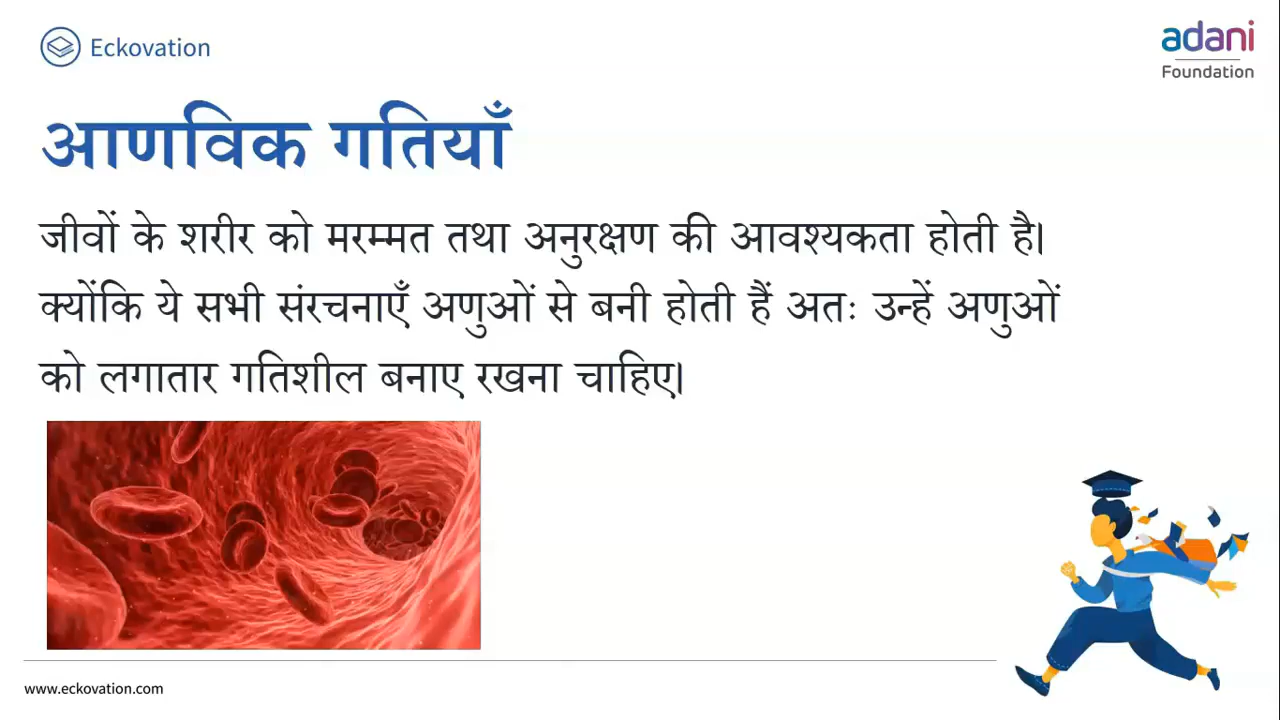 Eckovation
adani
Foundation
आणविक गतियाँ
जीवों के शरीर को मरम्मत तथा अनुरक्षण की आवश्यकता होती है।
क्योंकि ये सभी संरचनाएँ अणुओं से बनी होती हैं अतः उन्हें अणुओं
को लगातार गतिशील बनाए रखना चाहिए।
www.eckovation.com